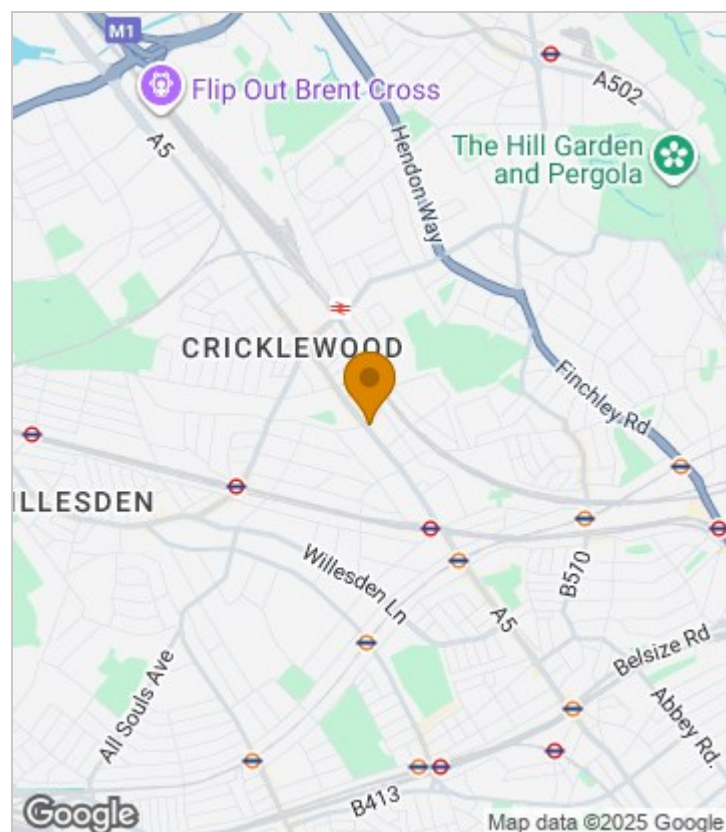 M1
Flip Out Brent Cross
A5
A502
Hendon Way
The Hill Garden
and Pergola
CRICKLEWOOD
Finchley Rd
ILLESDEN
Willesden Ln
B570
A5
Belsize Rd
All Souls Ave
Abbey Rd.
B413
Google
Map data ©2025 Google